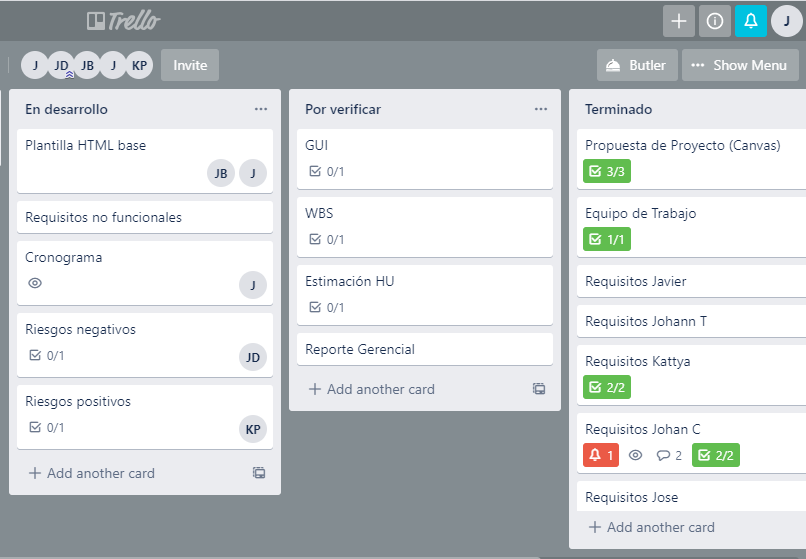 Trello
J
J JD JB J KP Invite Butler Show Menu
En desarrollo
Plantilla HTML base
JB J
Requisitos no funcionales
Cronograma
J
Riesgos negativos
0/1
JD
Riesgos positivos
0/1
KP
Add another card
Por verificar
GUI
0/1
WBS
0/1
Estimación HU
0/1
Reporte Gerencial
Add another card
Terminado
Propuesta de Proyecto (Canvas)
3/3
Equipo de Trabajo
1/1
Requisitos Javier
Requisitos Johann T
Requisitos Kattya
2/2
Requisitos Johan C
1 2 2/2
Requisitos Jose
Add another card